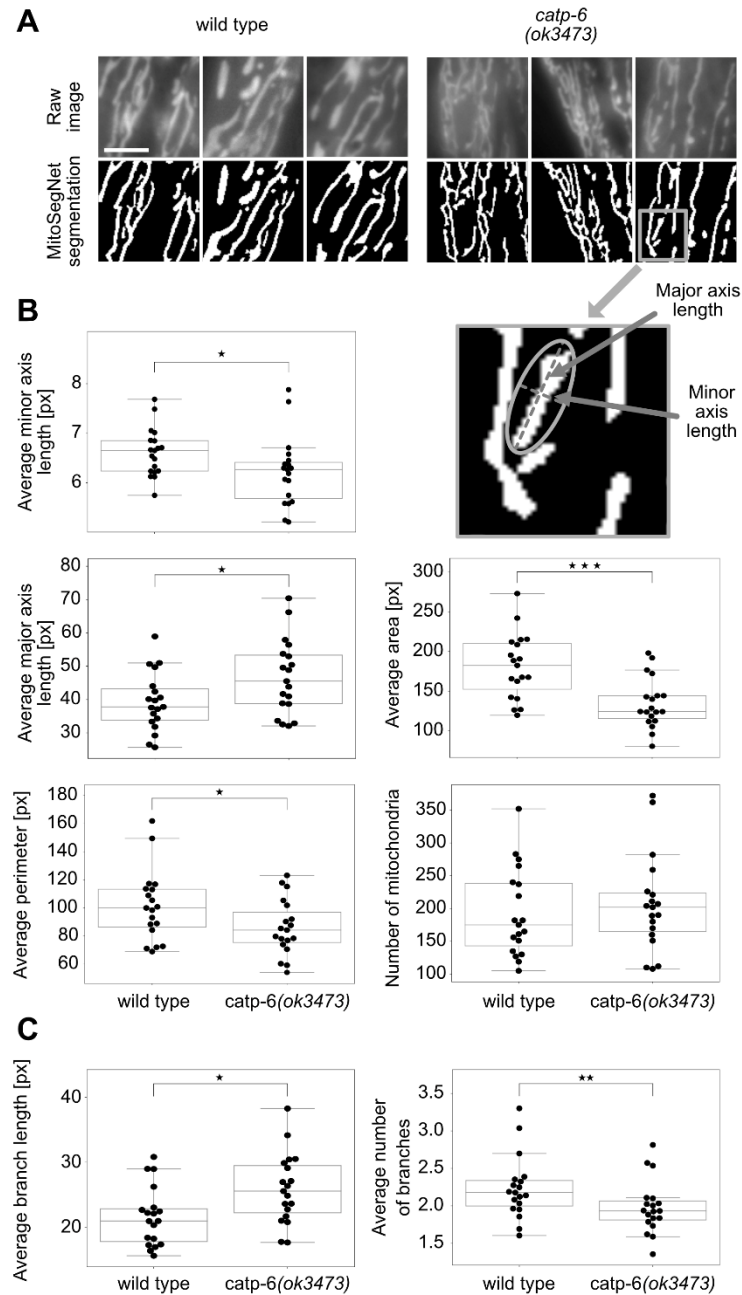 A
wild type
catp-6
(ok3473)
Raw
image
MitoSegNet
segmentation
B
Major axis
length
Minor
axis
length
Average minor axis
length [px]
8
7
6
★
Average major axis
length [px]
80
70
60
50
40
30
★
Average area [px]
300
250
200
150
100
★★★
Average perimeter [px]
180
160
140
120
100
80
60
★
wild type
catp-6(ok3473)
Number of mitochondria
350
300
250
200
150
100
wild type
catp-6(ok3473)
C
Average branch length [px]
40
30
20
★
wild type
catp-6(ok3473)
Average number
of branches
3.5
3.0
2.5
2.0
1.5
★★
wild type
catp-6(ok3473)